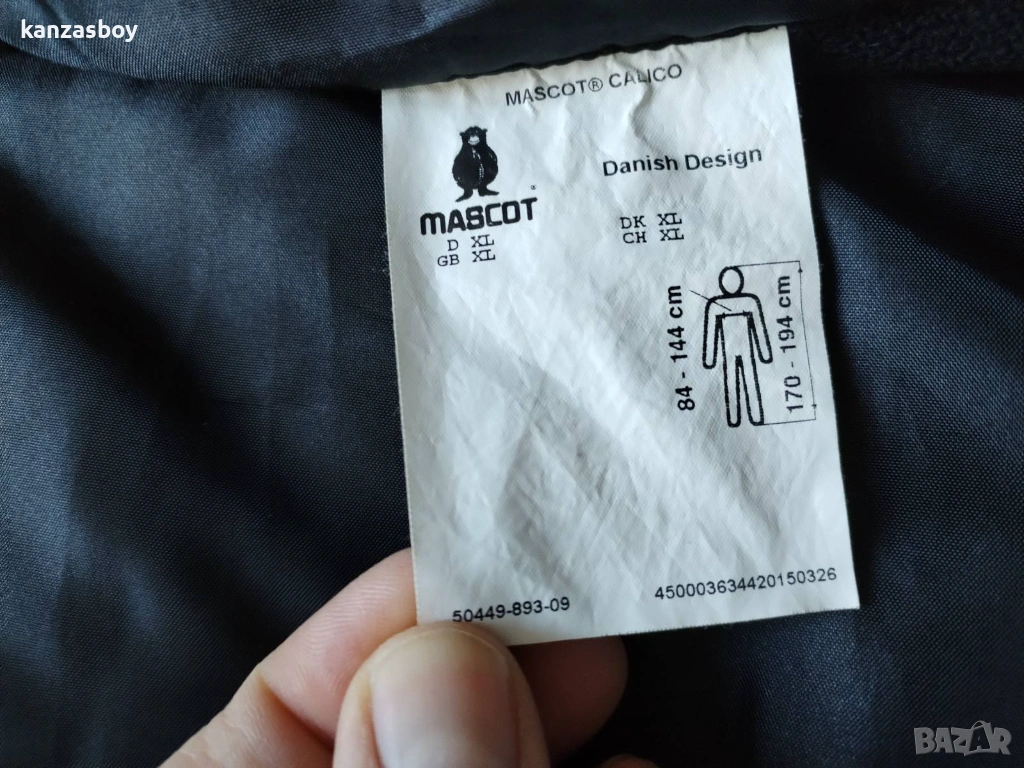 kanzasboy
MASCOT® CALICO
Danish Design
MASCOT®
D XL
GB XL
DK XL
CH XL
84 - 144 cm
170 - 194 cm
50449-893-09
450003634420150326
BAZAR